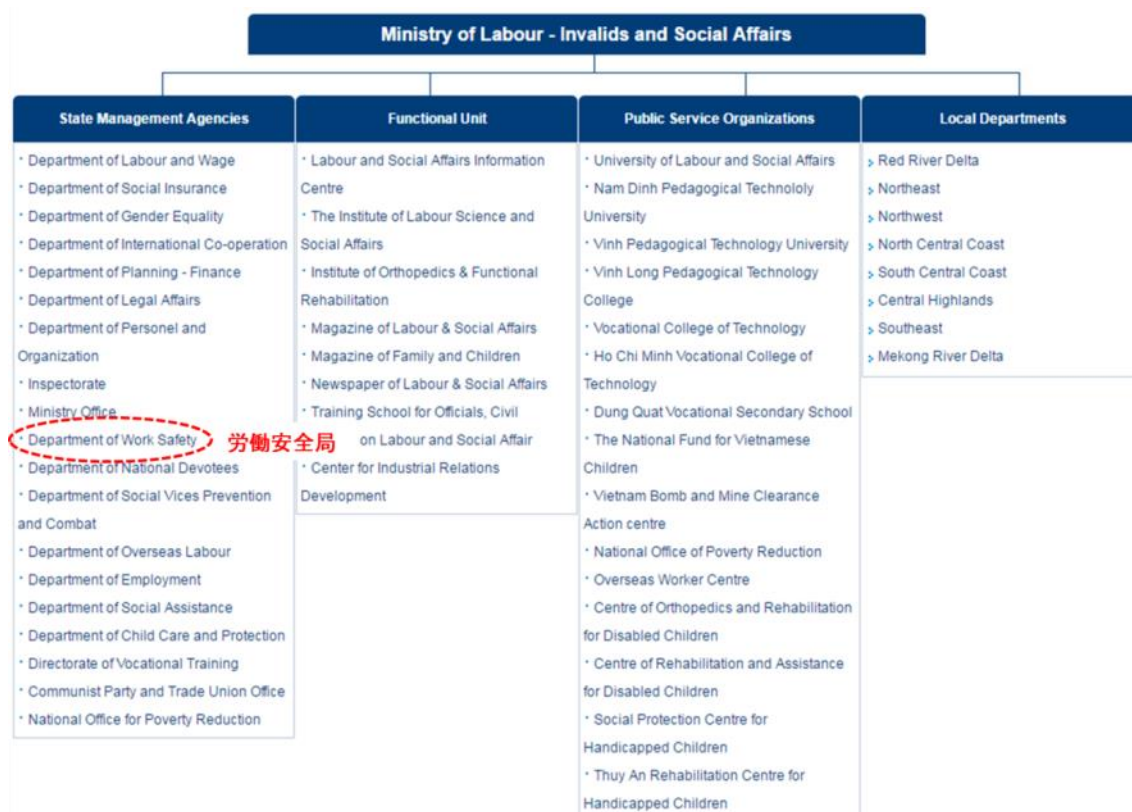 Ministry of Labour - Invalids and Social Affairs
State Management Agencies
· Department of Labour and Wage
· Department of Social Insurance
· Department of Gender Equality
· Department of International Co-operation
· Department of Planning - Finance
· Department of Legal Affairs
· Department of Personel and
Organization
· Inspectorate
· Ministry Office
· Department of Work Safety
労働安全局
· Department of National Devotees
· Department of Social Vices Prevention
and Combat
· Department of Overseas Labour
· Department of Employment
· Department of Social Assistance
· Department of Child Care and Protection
· Directorate of Vocational Training
· Communist Party and Trade Union Office
· National Office for Poverty Reduction
Functional Unit
· Labour and Social Affairs Information
Centre
· The Institute of Labour Science and
Social Affairs
· Institute of Orthopedics & Functional
Rehabilitation
· Magazine of Labour & Social Affairs
· Magazine of Family and Children
· Newspaper of Labour & Social Affairs
· Training School for Officials, Civil
on Labour and Social Affair
· Center for Industrial Relations
Development
Public Service Organizations
· University of Labour and Social Affairs
· Nam Dinh Pedagogical Technololy
University
· Vinh Pedagogical Technology University
· Vinh Long Pedagogical Technology
College
· Vocational College of Technology
· Ho Chi Minh Vocational College of
Technology
· Dung Quat Vocational Secondary School
· The National Fund for Vietnamese
Children
· Vietnam Bomb and Mine Clearance
Action centre
· National Office of Poverty Reduction
· Overseas Worker Centre
· Centre of Orthopedics and Rehabilitation
for Disabled Children
· Centre of Rehabilitation and Assistance
for Disabled Children
· Social Protection Centre for
Handicapped Children
· Thuy An Rehabilitation Centre for
Handicapped Children
Local Departments
› Red River Delta
› Northeast
› Northwest
› North Central Coast
› South Central Coast
› Central Highlands
› Southeast
› Mekong River Delta